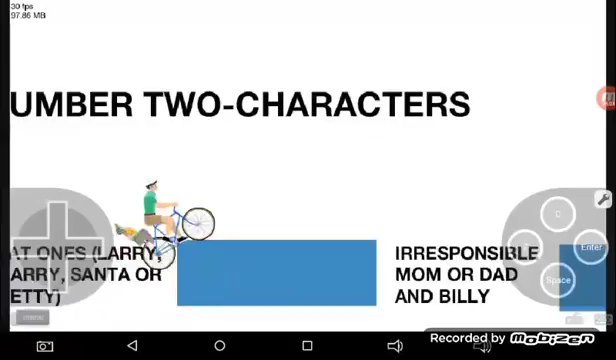 30 fps
97.86 MB
UMBER TWO-CHARACTERS
AT ONES (LARRY,
ARRY, SANTA OR
ETTY)
IRRESPONSIBLE
MOM OR DAD
AND BILLY
C
Enter
Space
menu
Recorded by mobizen